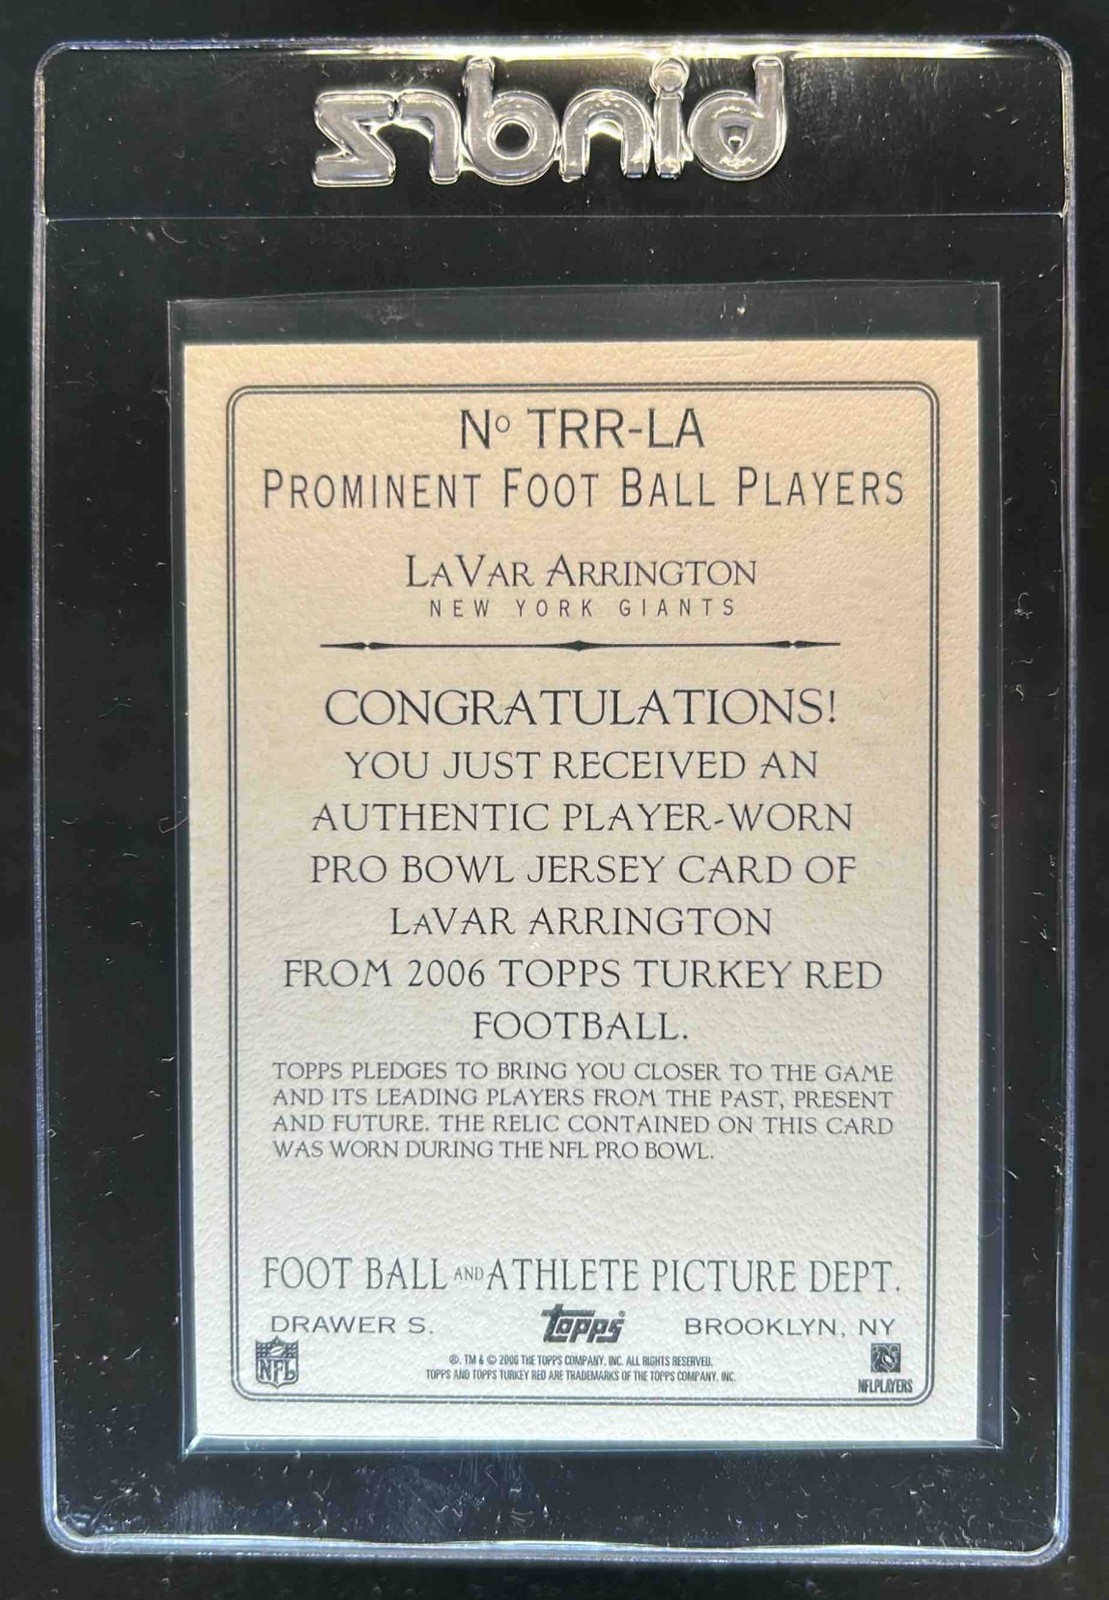 bindrz
Nº TRR-LA
PROMINENT FOOT BALL PLAYERS
LAVAR ARRINGTON
NEW YORK GIANTS
CONGRATULATIONS!
YOU JUST RECEIVED AN
AUTHENTIC PLAYER-WORN
PRO BOWL JERSEY CARD OF
LAVAR ARRINGTON
FROM 2006 TOPPS TURKEY RED
FOOTBALL.
TOPPS PLEDGES TO BRING YOU CLOSER TO THE GAME
AND ITS LEADING PLAYERS FROM THE PAST, PRESENT
AND FUTURE. THE RELIC CONTAINED ON THIS CARD
WAS WORN DURING THE NFL PRO BOWL.
FOOT BALL AND ATHLETE PICTURE DEPT.
DRAWER S. topps BROOKLYN, NY
NFL
®, TM & © 2006 THE TOPPS COMPANY, INC. ALL RIGHTS RESERVED.
TOPPS AND TOPPS TURKEY RED ARE TRADEMARKS OF THE TOPPS COMPANY, INC.
NFLPLAYERS